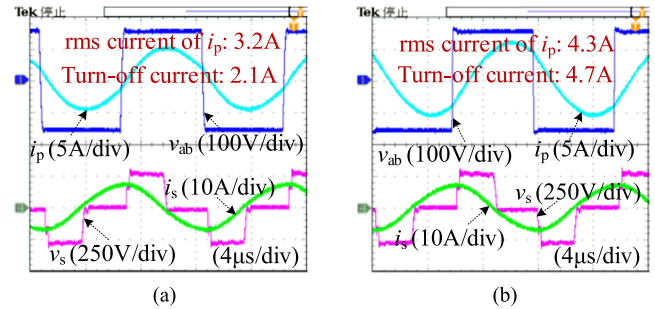 Tek 停止
T
rms current of ip: 3.2A
Turn-off current: 2.1A
1
ip (5A/div)
vab (100V/div)
is (10A/div)
vs (250V/div)
(4μs/div)
(a)
Tek 停止
T
rms current of ip: 4.3A
Turn-off current: 4.7A
1
vab (100V/div)
ip (5A/div)
vs (250V/div)
is (10A/div)
(4μs/div)
(b)